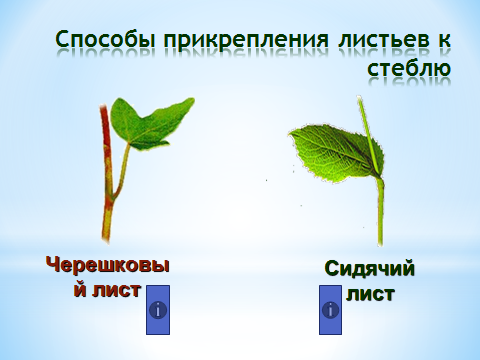 Способы прикрепления листьев к
стеблю
Черешковы
й лист
Сидячий
лист